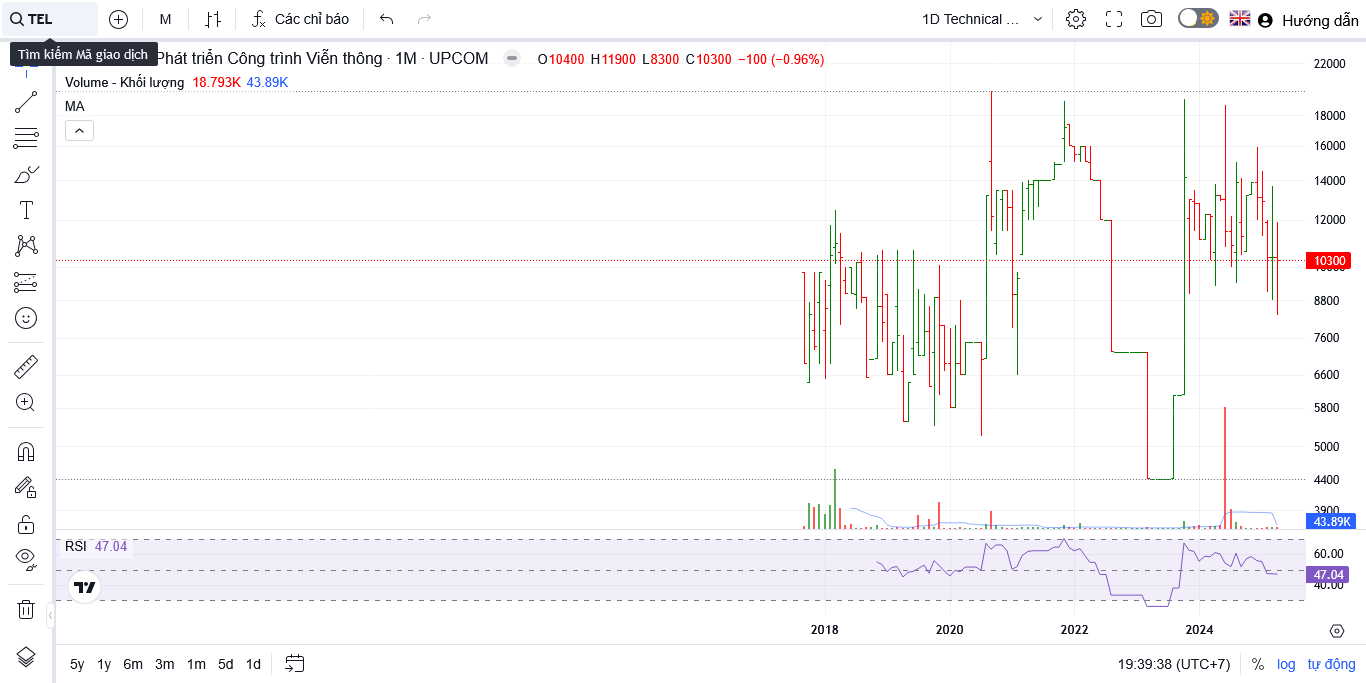 TEL
M
Các chỉ báo
1D Technical ...
Hướng dẫn
Tìm kiếm Mã giao dịch
Phát triển Công trình Viễn thông · 1M · UPCOM
O10400 H11900 L8300 C10300 −100 (−0.96%)
Volume - Khối lượng 18.793K 43.89K
MA
22000
18000
16000
14000
12000
10300
10000
8800
7600
6600
5800
5000
4400
3900
43.89K
RSI 47.04
60.00
47.04
40.00
2018 2020 2022 2024
5y 1y 6m 3m 1m 5d 1d
19:39:38 (UTC+7)
% log tự động